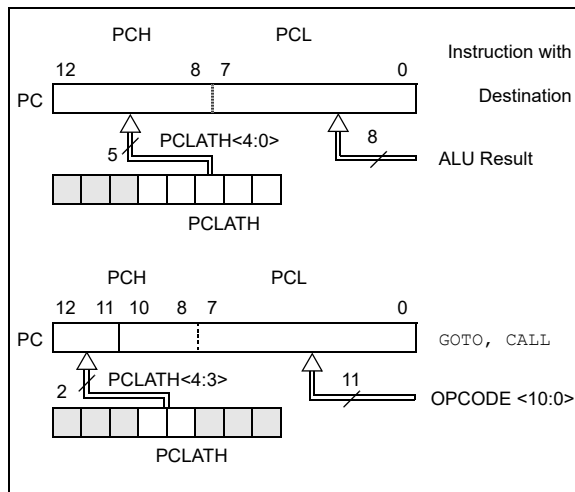 PCH PCL
12 8 7 0
Instruction with
PC
Destination
5 PCLATH<4:0> 8
ALU Result
PCLATH
PCH PCL
12 11 10 8 7 0
PC GOTO, CALL
2 PCLATH<4:3> 11
OPCODE <10:0>
PCLATH